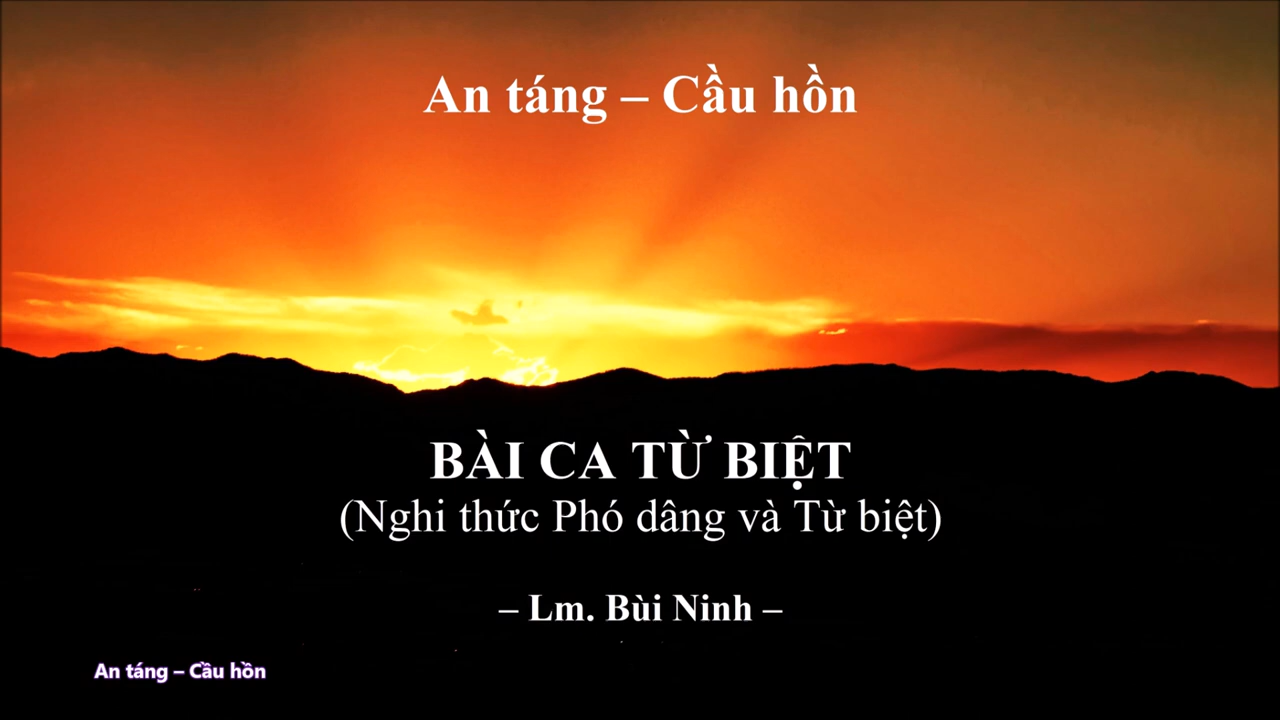 An táng – Cầu hồn
BÀI CA TỪ BIỆT
(Nghi thức Phó dâng và Từ biệt)
– Lm. Bùi Ninh –
An táng – Cầu hồn